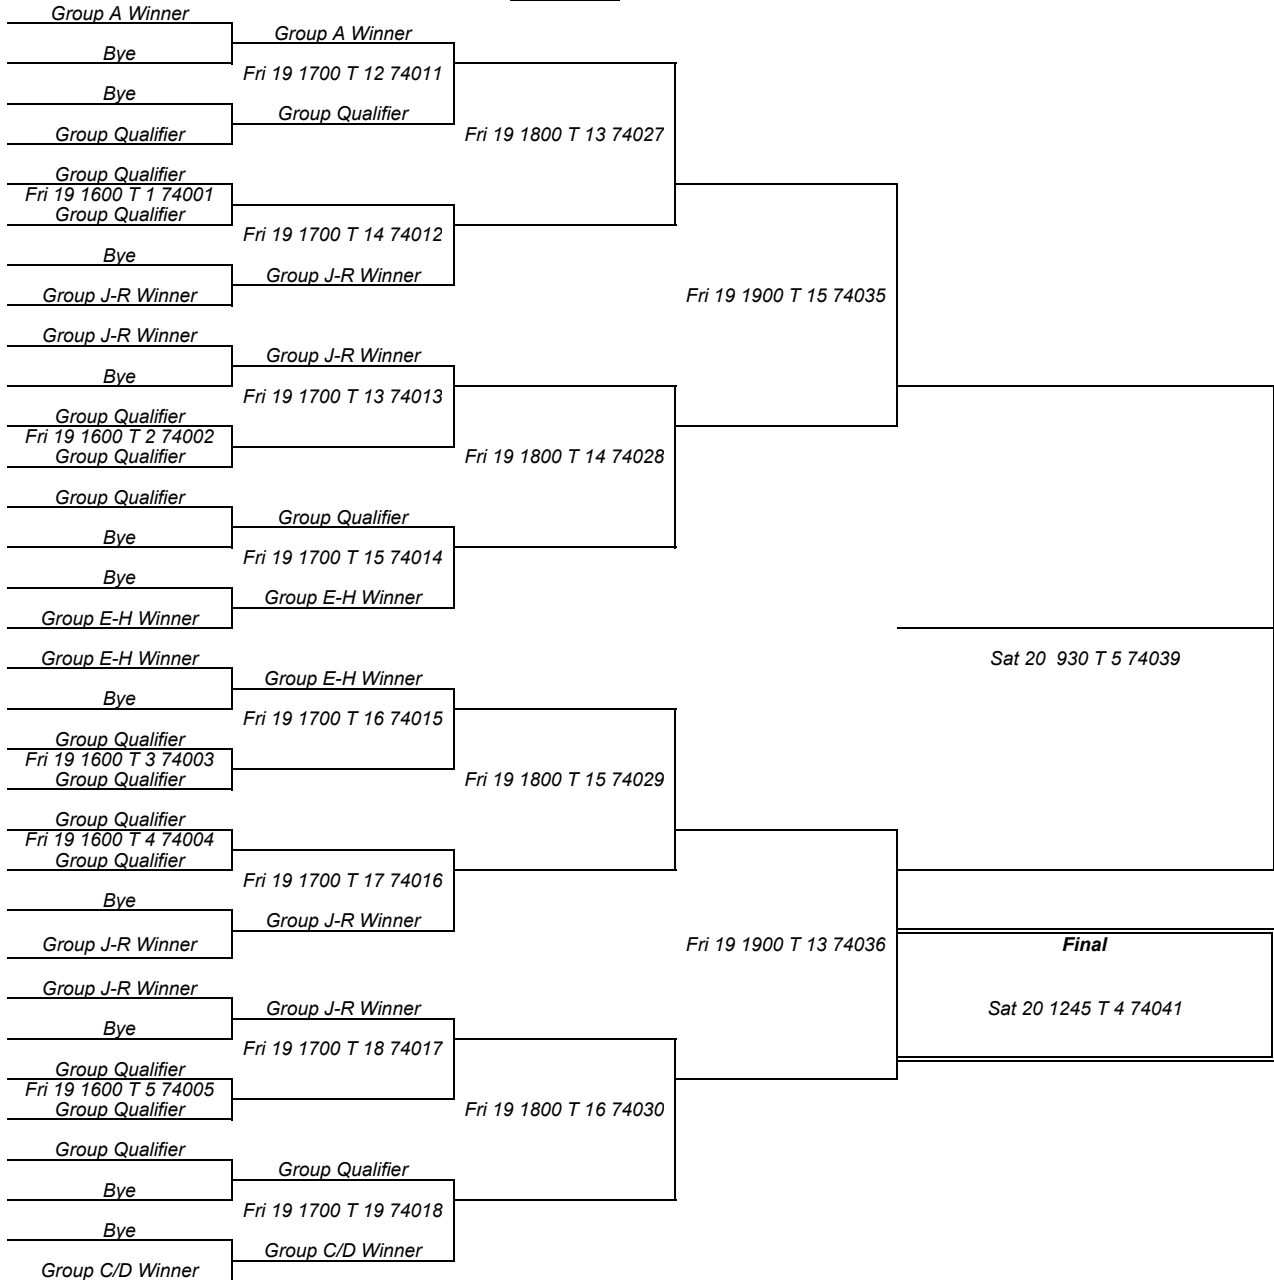 Group A Winner
Group A Winner
Bye
Fri 19 1700 T 12 74011
Bye
Group Qualifier
Group Qualifier
Fri 19 1800 T 13 74027
Group Qualifier
Fri 19 1600 T 1 74001
Group Qualifier
Fri 19 1700 T 14 74012
Bye
Group J-R Winner
Group J-R Winner
Fri 19 1900 T 15 74035
Group J-R Winner
Group J-R Winner
Bye
Fri 19 1700 T 13 74013
Group Qualifier
Fri 19 1600 T 2 74002
Group Qualifier
Fri 19 1800 T 14 74028
Group Qualifier
Group Qualifier
Bye
Fri 19 1700 T 15 74014
Bye
Group E-H Winner
Group E-H Winner
Group E-H Winner
Sat 20 930 T 5 74039
Group E-H Winner
Bye
Fri 19 1700 T 16 74015
Group Qualifier
Fri 19 1600 T 3 74003
Group Qualifier
Fri 19 1800 T 15 74029
Group Qualifier
Fri 19 1600 T 4 74004
Group Qualifier
Fri 19 1700 T 17 74016
Bye
Group J-R Winner
Group J-R Winner
Fri 19 1900 T 13 74036
Final
Group J-R Winner
Group J-R Winner
Sat 20 1245 T 4 74041
Bye
Fri 19 1700 T 18 74017
Group Qualifier
Fri 19 1600 T 5 74005
Group Qualifier
Fri 19 1800 T 16 74030
Group Qualifier
Group Qualifier
Bye
Fri 19 1700 T 19 74018
Bye
Group C/D Winner
Group C/D Winner